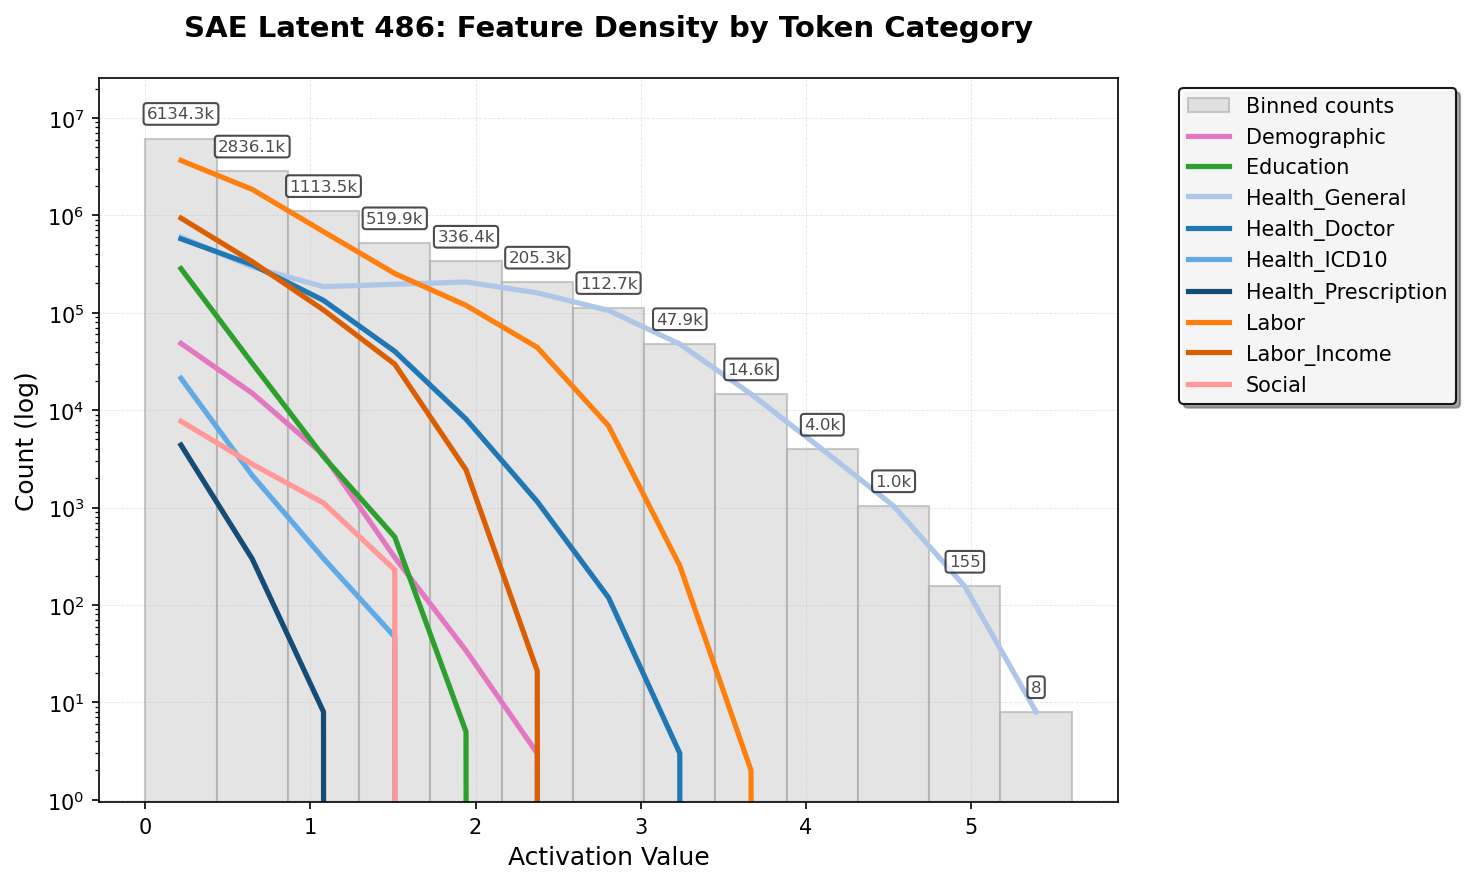 SAE Latent 486: Feature Density by Token Category
Count (log)
10⁷
10⁶
10⁵
10⁴
10³
10²
10¹
10⁰
6134.3k
2836.1k
1113.5k
519.9k
336.4k
205.3k
112.7k
47.9k
14.6k
4.0k
1.0k
155
8
0 1 2 3 4 5
Activation Value
Binned counts
Demographic
Education
Health_General
Health_Doctor
Health_ICD10
Health_Prescription
Labor
Labor_Income
Social